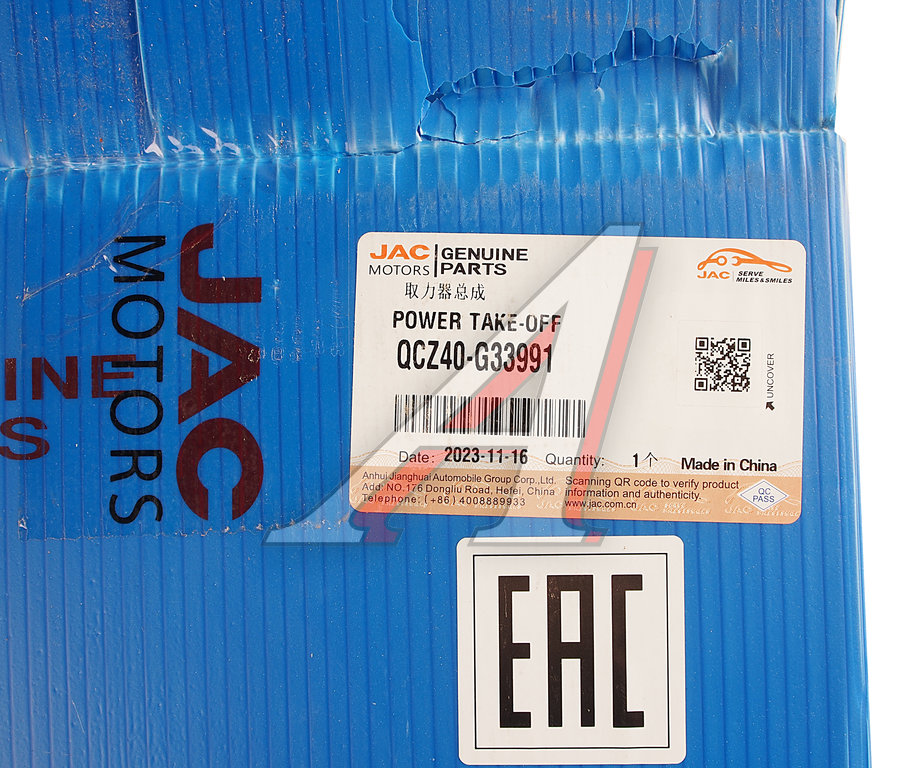 JAC
MOTORS
INE
S
JAC
MOTORS
GENUINE
PARTS
取力器总成
POWER TAKE-OFF
QCZ40-G33991
JAC
SERVE
MILES&SMILES
UNCOVER
Date: 2023-11-16 Quantity: 1个 Made in China
Anhui Jianghuai Automobile Group Corp.,Ltd.
Add: NO.176 Dongliu Road, Hefei, China
Telephone: (+86) 4008889933
Scanning QR code to verify product
information and authenticity.
www.jac.com.cn
QC
PASS
EAC